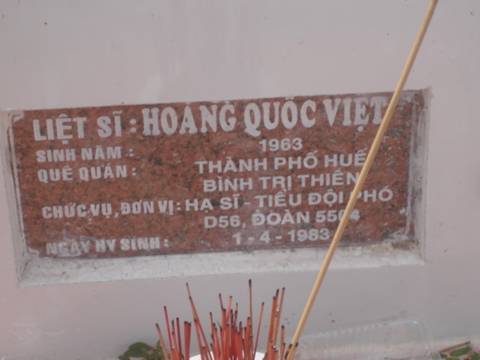 LIỆT SĨ : HOÀNG QUỐC VIỆT
SINH NĂM : 1963
QUÊ QUÁN : THÀNH PHỐ HUẾ
BÌNH TRỊ THIÊN
CHỨC VỤ, ĐƠN VỊ : HẠ SĨ - TIỂU ĐỘI PHÓ
D56, ĐOÀN
NGÀY HY SINH : 1 - 4 - 1983